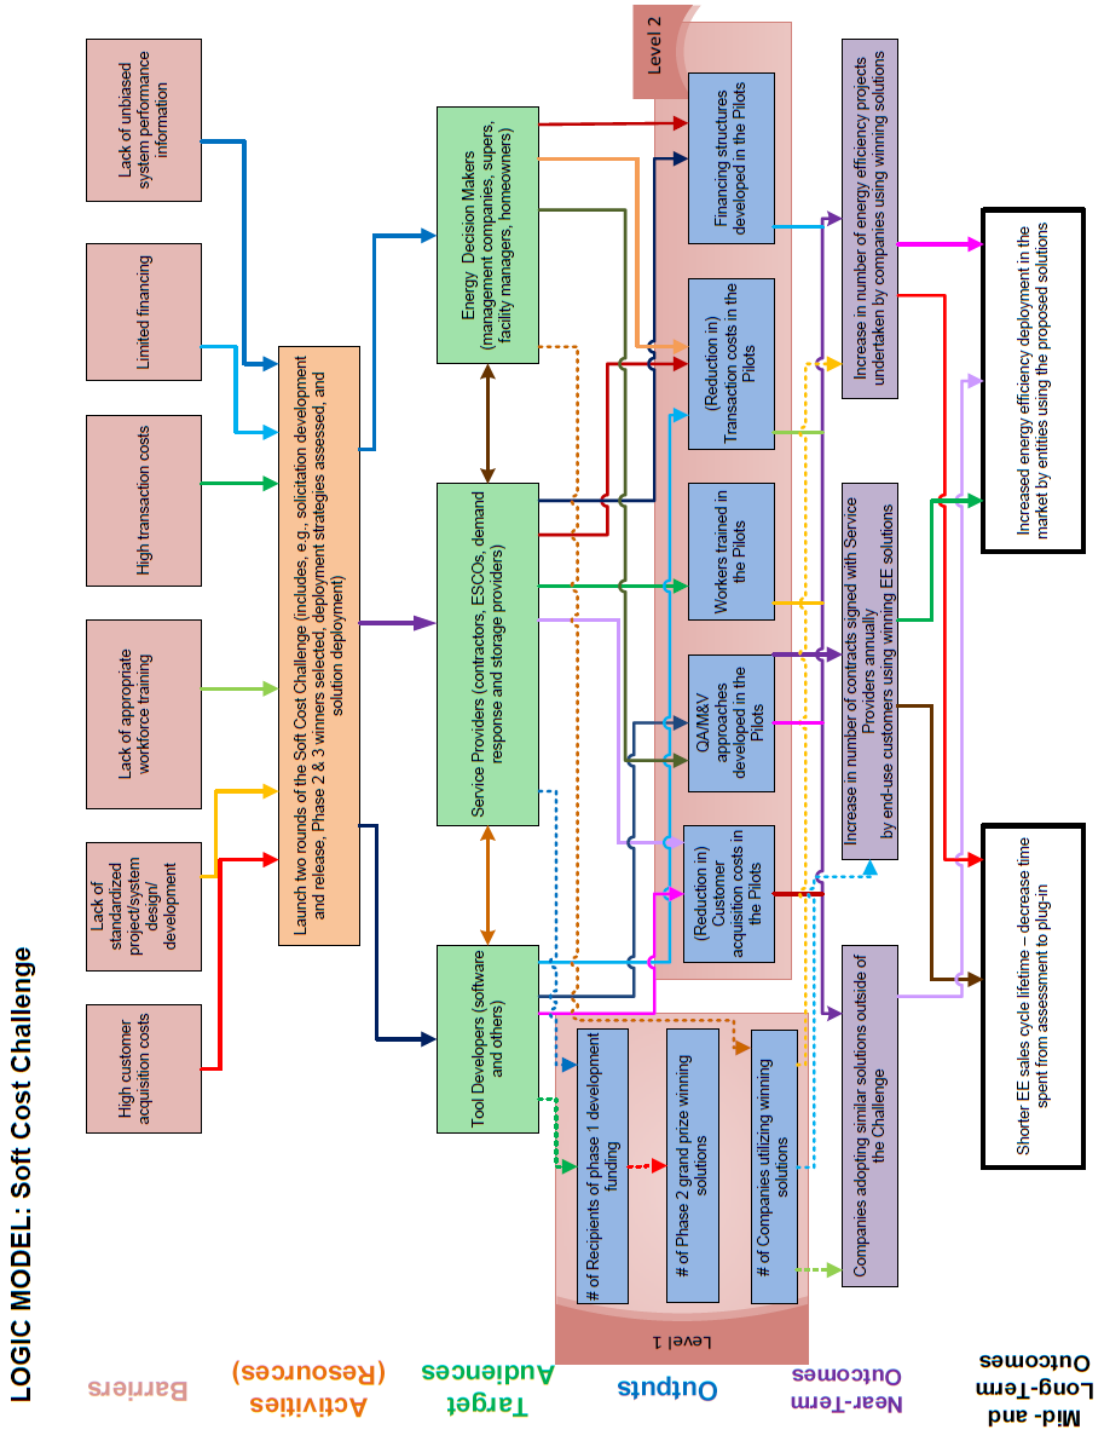 LOGIC MODEL: Soft Cost Challenge
Barriers
High customer
acquisition costs
Lack of
standardized
project/system
design/
development
Lack of appropriate
workforce training
High transaction costs
Limited financing
Lack of unbiased
system performance
information
Activities
(Resources)
Launch two rounds of the Soft Cost Challenge (includes, e.g., solicitation development
and release, Phase 2 & 3 winners selected, deployment strategies assessed, and
solution deployment)
Target
Audiences
Tool Developers (software
and others)
Service Providers (contractors, ESCOs, demand
response and storage providers)
Energy Decision Makers
(management companies, supers,
facility managers, homeowners)
Outputs
Level 1
# of Recipients of phase 1 development
funding
# of Phase 2 grand prize winning
solutions
# of Companies utilizing winning
solutions
Level 2
(Reduction in)
Customer
acquisition costs in
the Pilots
QA/M&V
approaches
developed in the
Pilots
Workers trained in
the Pilots
(Reduction in)
Transaction costs in the
Pilots
Financing structures
developed in the Pilots
Near-Term
Outcomes
Companies adopting similar solutions outside of
the Challenge
Increase in number of contracts signed with Service
Providers annually
by end-use customers using winning EE solutions
Increase in number of energy efficiency projects
undertaken by companies using winning solutions
Mid- and
Long-Term
Outcomes
Shorter EE sales cycle lifetime – decrease time
spent from assessment to plug-in
Increased energy efficiency deployment in the
market by entities using the proposed solutions